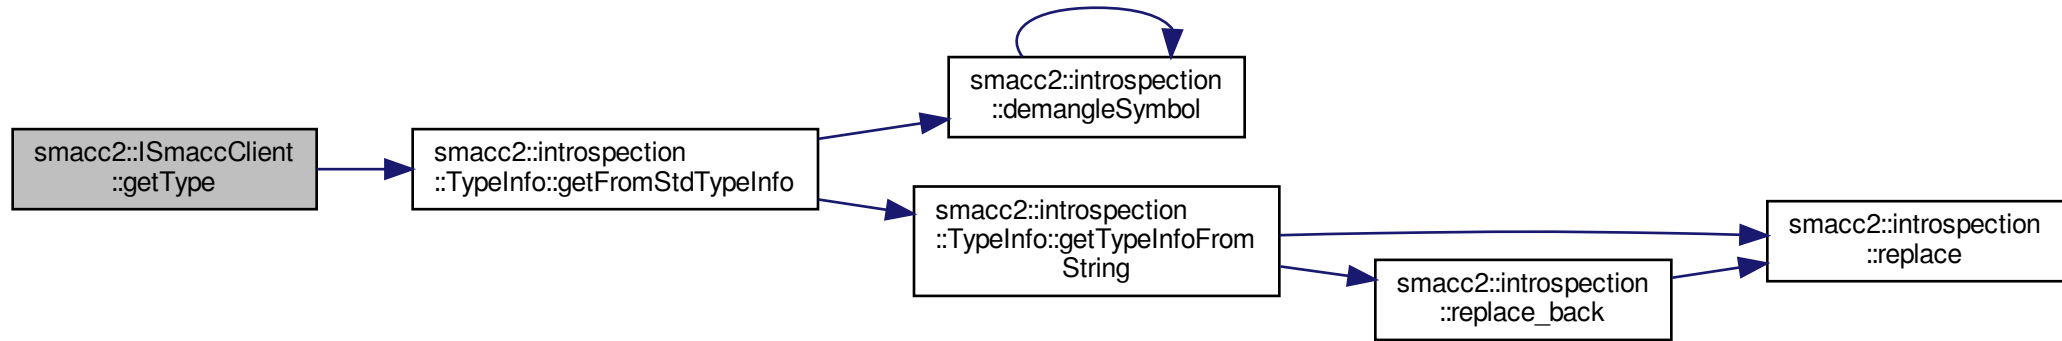 smacc2::ISmaccClient
::getType
smacc2::introspection
::TypeInfo::getFromStdTypeInfo
smacc2::introspection
::demangleSymbol
smacc2::introspection
::TypeInfo::getTypeInfoFrom
String
smacc2::introspection
::replace_back
smacc2::introspection
::replace